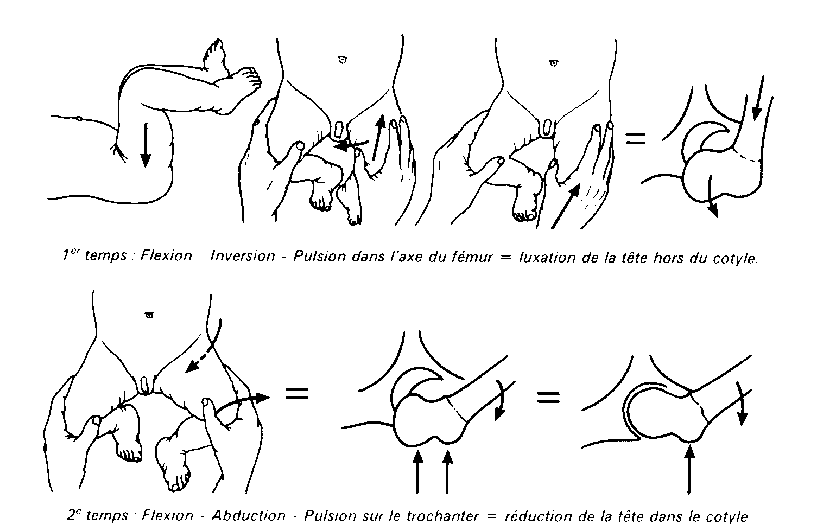 1er temps : Flexion Inversion - Pulsion dans l'axe du fémur = luxation de la tête hors du cotyle.
2e temps : Flexion - Abduction - Pulsion sur le trochanter = réduction de la tête dans le cotyle